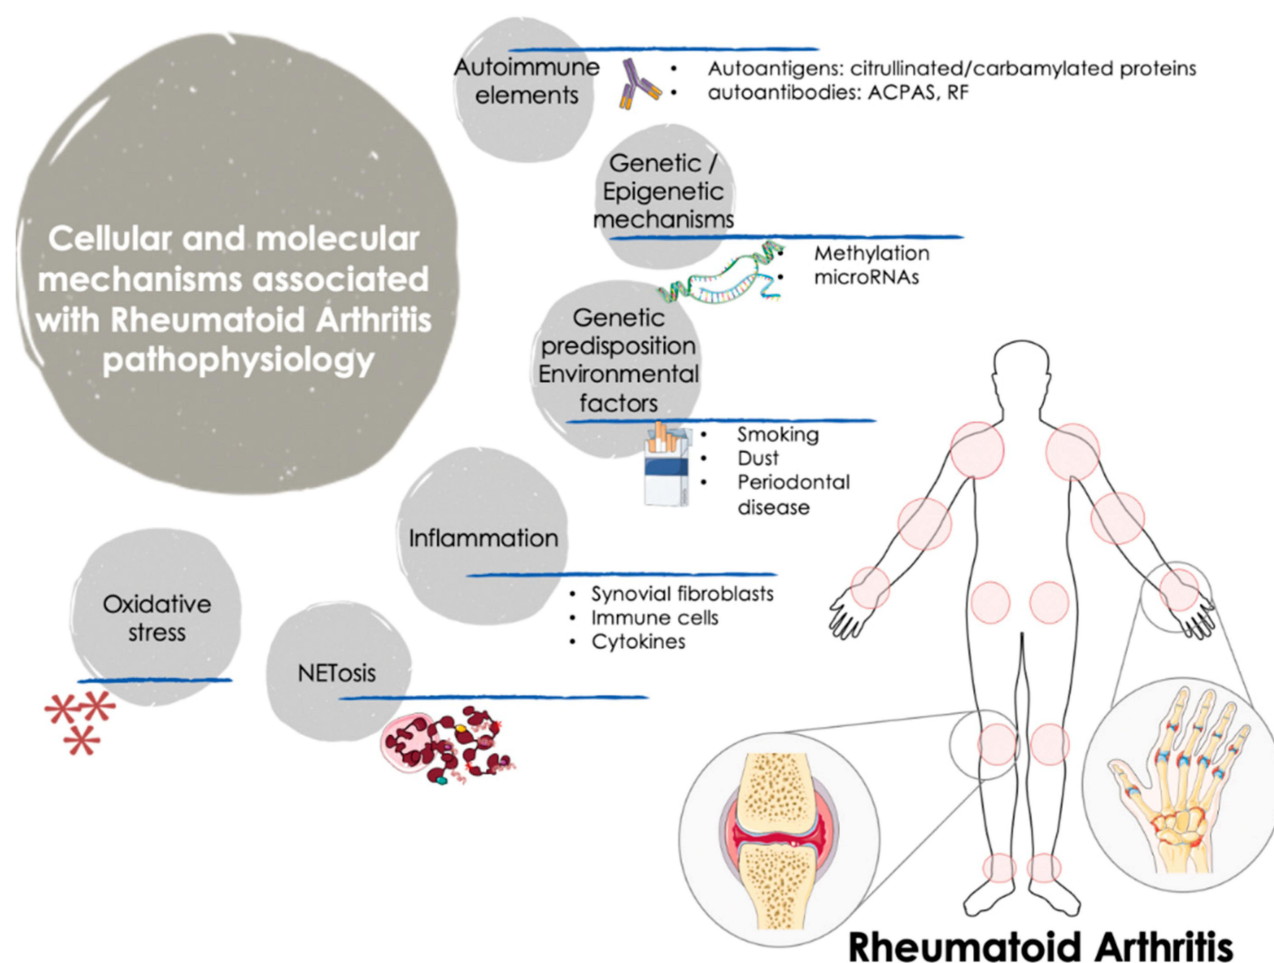 Cellular and molecular
mechanisms associated
with Rheumatoid Arthritis
pathophysiology
Autoimmune
elements
• Autoantigens: citrullinated/carbamylated proteins
• autoantibodies: ACPAS, RF
Genetic /
Epigenetic
mechanisms
• Methylation
• microRNAs
Genetic
predisposition
Environmental
factors
• Smoking
• Dust
• Periodontal
disease
Inflammation
• Synovial fibroblasts
• Immune cells
• Cytokines
Oxidative
stress
NETosis
Rheumatoid Arthritis